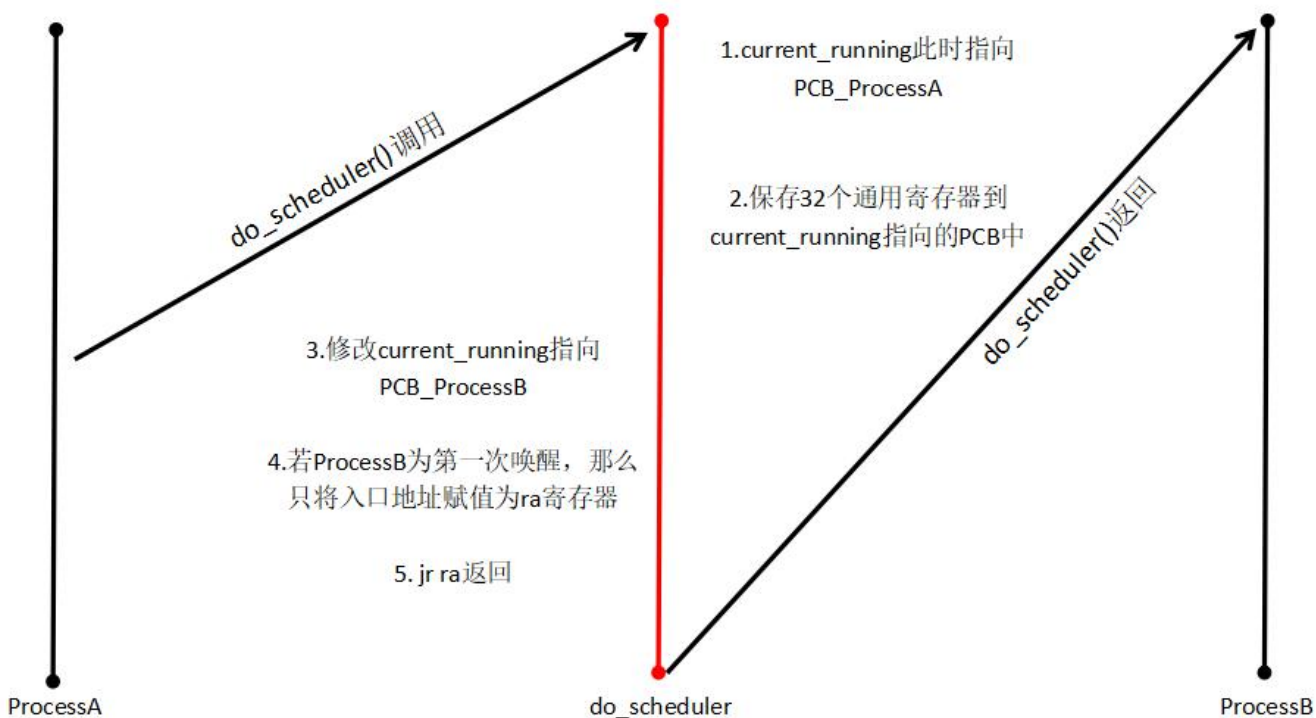 1.current_running此时指向
PCB_ProcessA
do_scheduler()调用
2.保存32个通用寄存器到
current_running指向的PCB中
do_scheduler()返回
3.修改current_running指向
PCB_ProcessB
4.若ProcessB为第一次唤醒，那么
只将入口地址赋值为ra寄存器
5. jr ra返回
ProcessA
do_scheduler
ProcessB